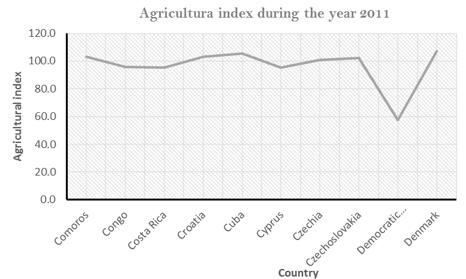 Agricultura index during the year 2011
120.0
100.0
80.0
60.0
40.0
20.0
0.0
Agricultural index
Comoros
Congo
Costa Rica
Croatia
Cuba
Cyprus
Czechia
Czechoslovakia
Democratic...
Denmark
Country